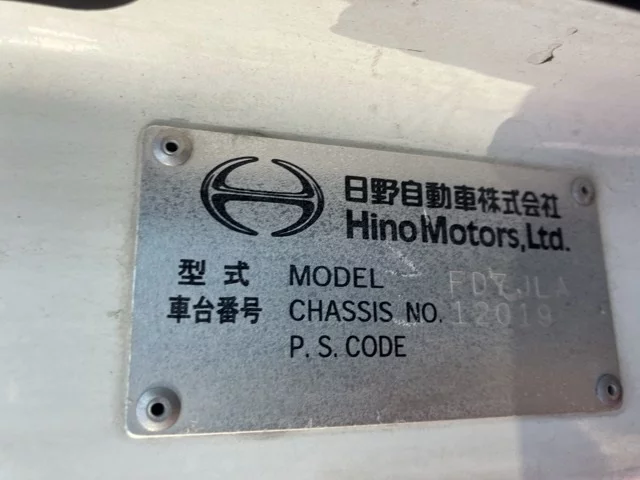 日野自動車株式会社
Hino Motors, Ltd.
型式 MODEL FD7JLA
車台番号 CHASSIS NO. 12019
P. S. CODE